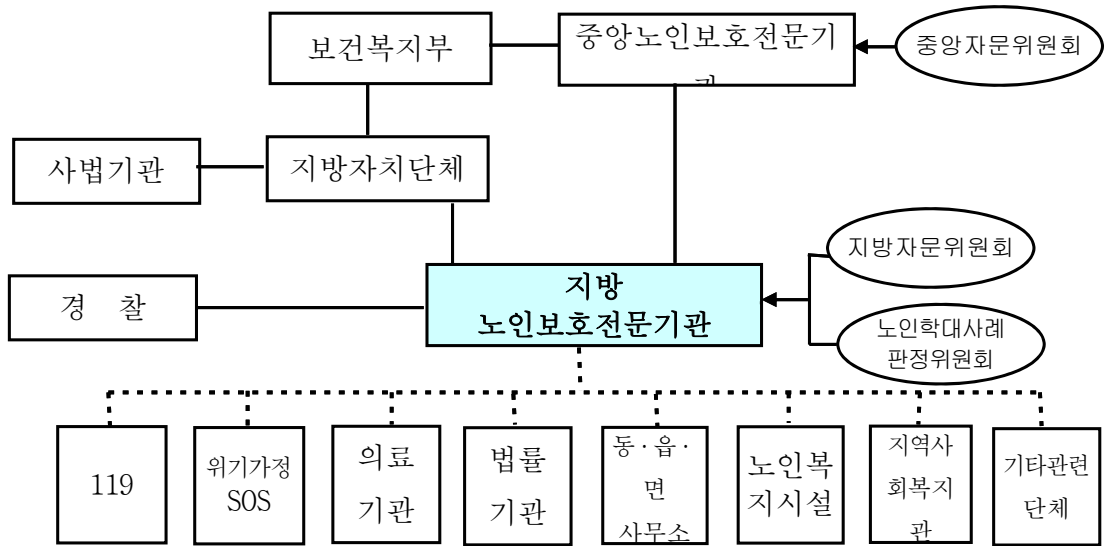 보건복지부
중앙노인보호전문기
중앙자문위원회
사법기관
지방자치단체
지방자문위원회
경 찰
지방
노인보호전문기관
노인학대사례
판정위원회
119
위기가정
SOS
의료
기관
법률
기관
동·읍·
면
사무소
노인복
지시설
지역사
회복지
관
기타관련
단체